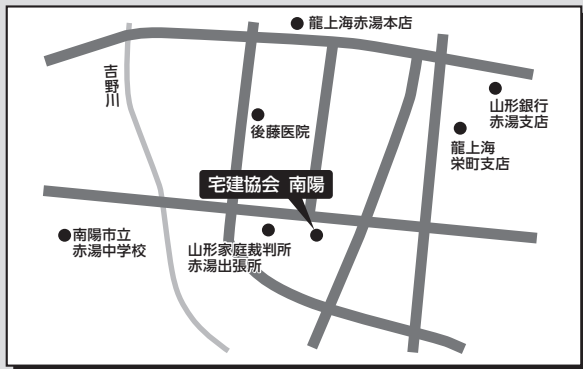 龍上海赤湯本店
吉野川
山形銀行
赤湯支店
後藤医院
龍上海
栄町支店
宅建協会 南陽
南陽市立
赤湯中学校
山形家庭裁判所
赤湯出張所